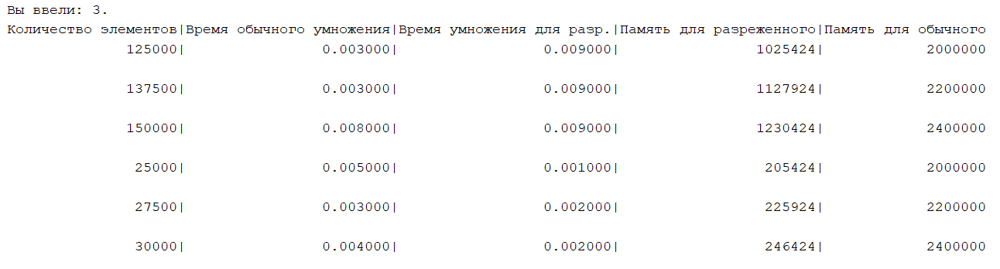 Вы ввели: 3.
Количество элементов|Время обычного умножения|Время умножения для разр.|Память для разреженного|Память для обычного
125000| 0.003000| 0.009000| 1025424| 2000000
137500| 0.003000| 0.009000| 1127924| 2200000
150000| 0.008000| 0.009000| 1230424| 2400000
25000| 0.005000| 0.001000| 205424| 2000000
27500| 0.003000| 0.002000| 225924| 2200000
30000| 0.004000| 0.002000| 246424| 2400000